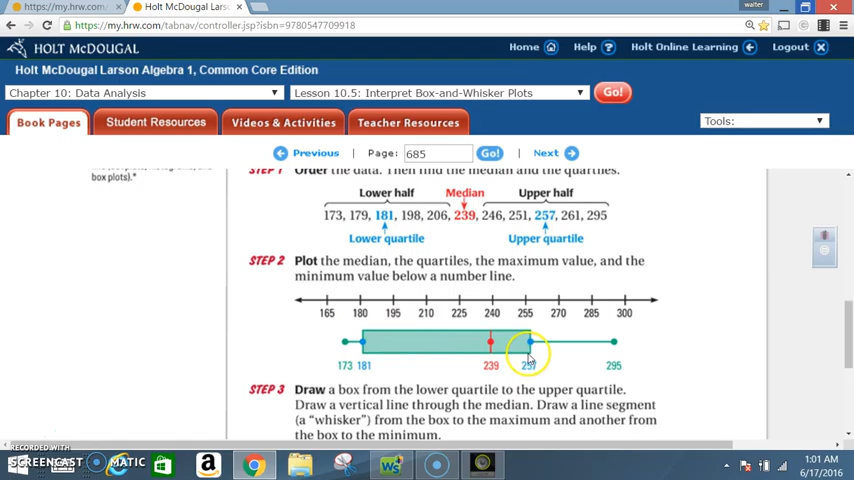 walter
https://my.hrw.com/tabnav/
Holt McDougal Larson
https://my.hrw.com/tabnav/controller.jsp?isbn=9780547709918
HOLT MCDOUGAL
Home
Help
Holt Online Learning
Logout
Holt McDougal Larson Algebra 1, Common Core Edition
Chapter 10: Data Analysis
Lesson 10.5: Interpret Box-and-Whisker Plots
Go!
Book Pages
Student Resources
Videos & Activities
Teacher Resources
Tools:
Previous | Page: 685 Go! | Next
box plots).*
STEP 1 Order the data. Then find the median and the quartiles.
Lower half Median Upper half
173, 179, 181, 198, 206, 239, 246, 251, 257, 261, 295
Lower quartile Upper quartile
STEP 2 Plot the median, the quartiles, the maximum value, and the
minimum value below a number line.
165 180 195 210 225 240 255 270 285 300
173 181 239 257 295
STEP 3 Draw a box from the lower quartile to the upper quartile.
Draw a vertical line through the median. Draw a line segment
(a “whisker”) from the box to the maximum and another from
the box to the minimum.
RECORDED WITH
SCREENCAST MATIC
1:01 AM
6/17/2016